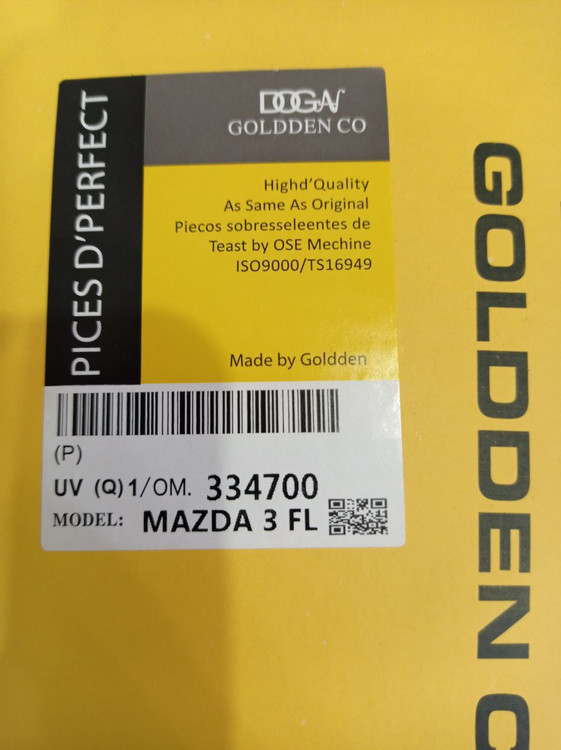 PICES D'PERFECT
DOGAN
GOLDDEN CO
Highd'Quality
As Same As Original
Piecos sobresseleentes de
Teast by OSE Mechine
ISO9000/TS16949
Made by Goldden
(P)
UV (Q) 1/OM. 334700
MODEL: MAZDA 3 FL
GOLDDEN C